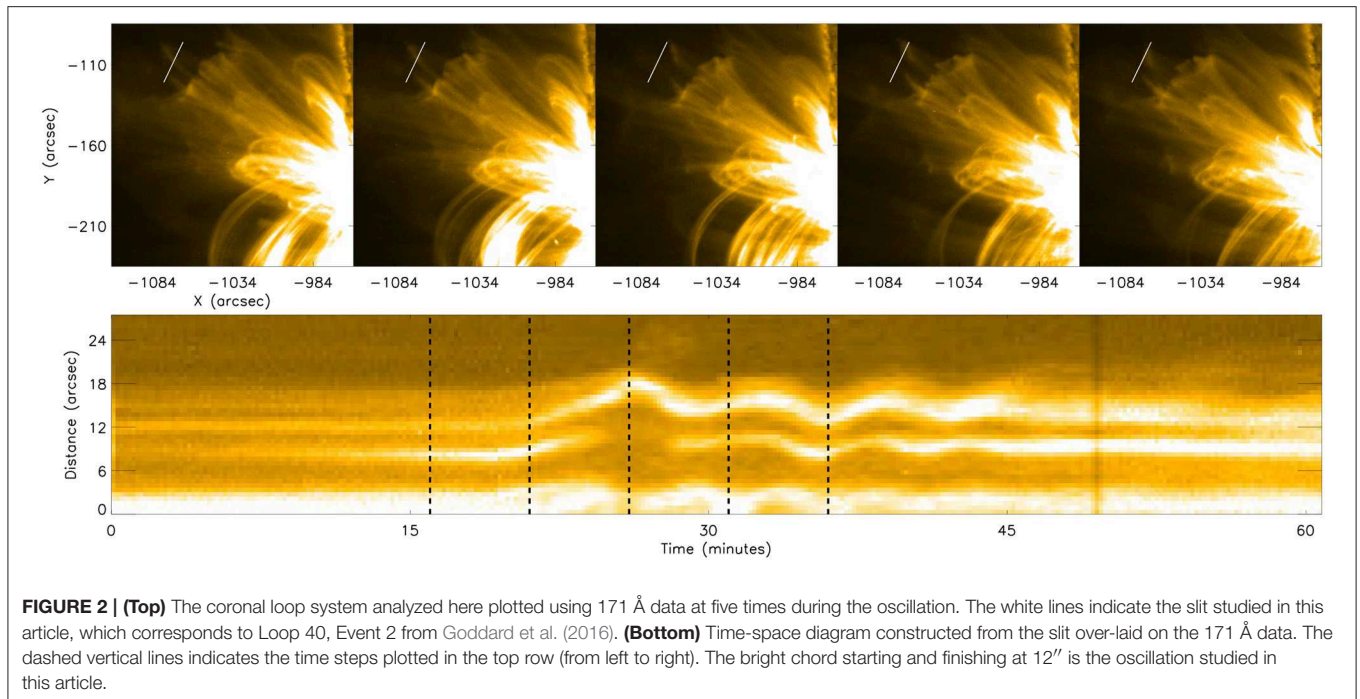 −110
−160
−210
Y (arcsec)
−1084 −1034 −984 −1084 −1034 −984 −1084 −1034 −984 −1084 −1034 −984 −1084 −1034 −984
X (arcsec)
24
18
12
6
0
Distance (arcsec)
0 15 30 45 60
Time (minutes)
FIGURE 2 | (Top) The coronal loop system analyzed here plotted using 171 Å data at five times during the oscillation. The white lines indicate the slit studied in this
article, which corresponds to Loop 40, Event 2 from Goddard et al. (2016). (Bottom) Time-space diagram constructed from the slit over-laid on the 171 Å data. The
dashed vertical lines indicates the time steps plotted in the top row (from left to right). The bright chord starting and finishing at 12″ is the oscillation studied in
this article.